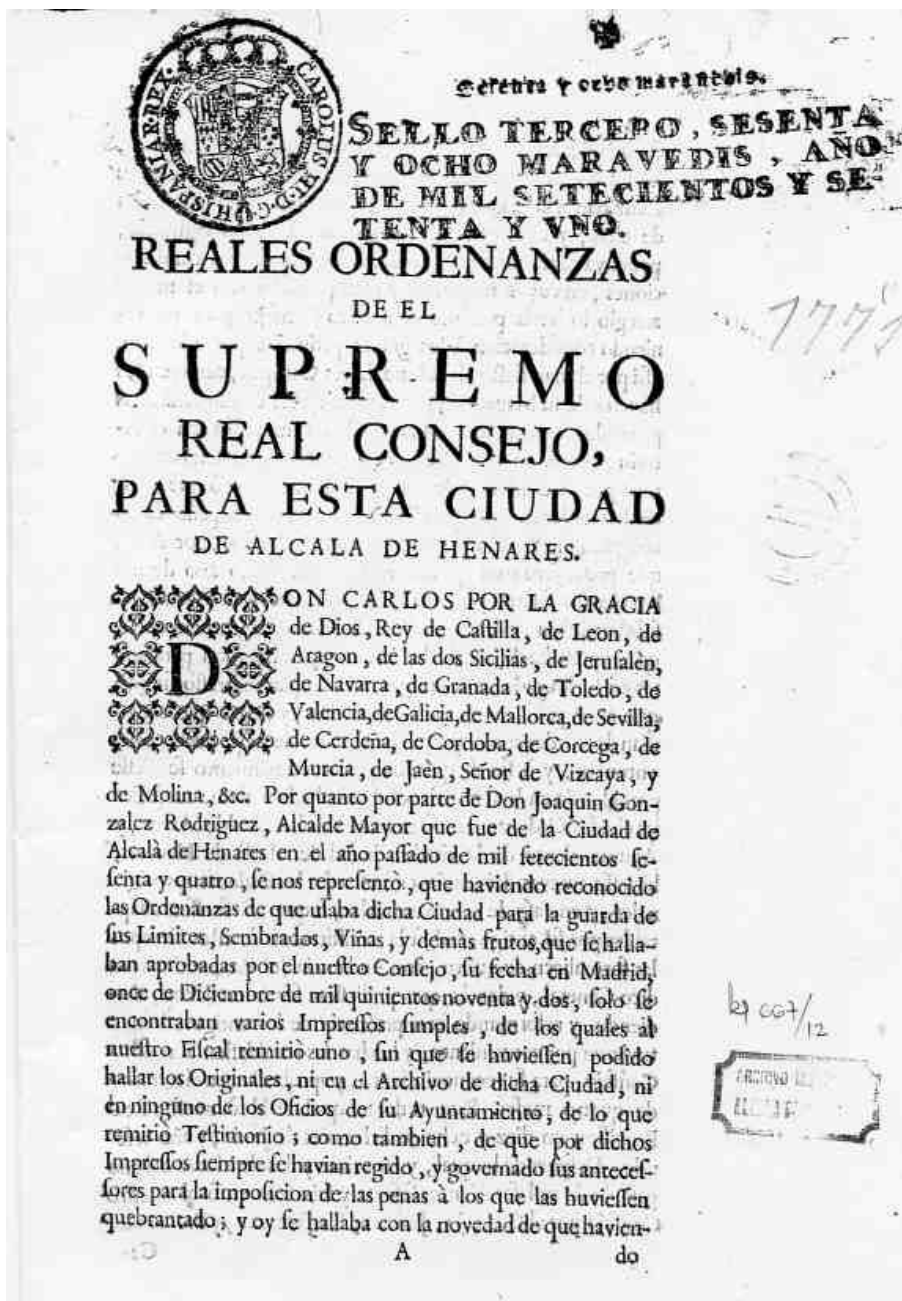 CAROLUS III D G HISPANIAR REX
Sesenta y ocho maravedis.
SELLO TERCERO, SESENTA
Y OCHO MARAVEDIS, AÑO
DE MIL SETECIENTOS Y SE-
TENTA Y VNO.
REALES ORDENANZAS
DE EL
SUPREMO
REAL CONSEJO,
PARA ESTA CIUDAD
DE ALCALA DE HENARES.
1771
DON CARLOS POR LA GRACIA
de Dios, Rey de Caſtilla, de Leon, de
Aragon, de las dos Sicilias, de Jeruſalèn,
de Navarra, de Granada, de Toledo, de
Valencia,deGalicia,de Mallorca,de Sevilla,
de Cerdeña, de Cordoba, de Corcega, de
Murcia, de Jaèn, Señor de Vizcaya, y
de Molina, &c. Por quanto por parte de Don Joaquin Gon-
zalez Rodriguez, Alcalde Mayor que fue de la Ciudad de
Alcalà de Henares en el año paſſado de mil ſetecientos ſe-
ſenta y quatro, ſe nos repreſentò, que haviendo reconocido
las Ordenanzas de que uſaba dicha Ciudad para la guarda de
ſus Limites, Sembrados, Viñas, y demàs frutos,que ſe halla-
ban aprobadas por el nueſtro Conſejo, ſu fecha en Madrid,
once de Diciembre de mil quinientos noventa y dos, ſolo ſe
encontraban varios Impreſſos ſimples, de los quales àl
nueſtro Fiſcal remitiò uno, ſin que ſe huvieſſen podido
hallar los Originales, ni en el Archivo de dicha Ciudad, ni
en ninguno de los Oficios de ſu Ayuntamiento, de lo que
remitiò Teſtimonio; como tambien, de que por dichos
Impreſſos ſiempre ſe havian regido, y governado ſus anteceſ-
ſores para la impoſicion de las penas à los que las huvieſſen
quebrantado; y oy ſe hallaba con la novedad de que havien-
A do
667/12
ARCHIVO